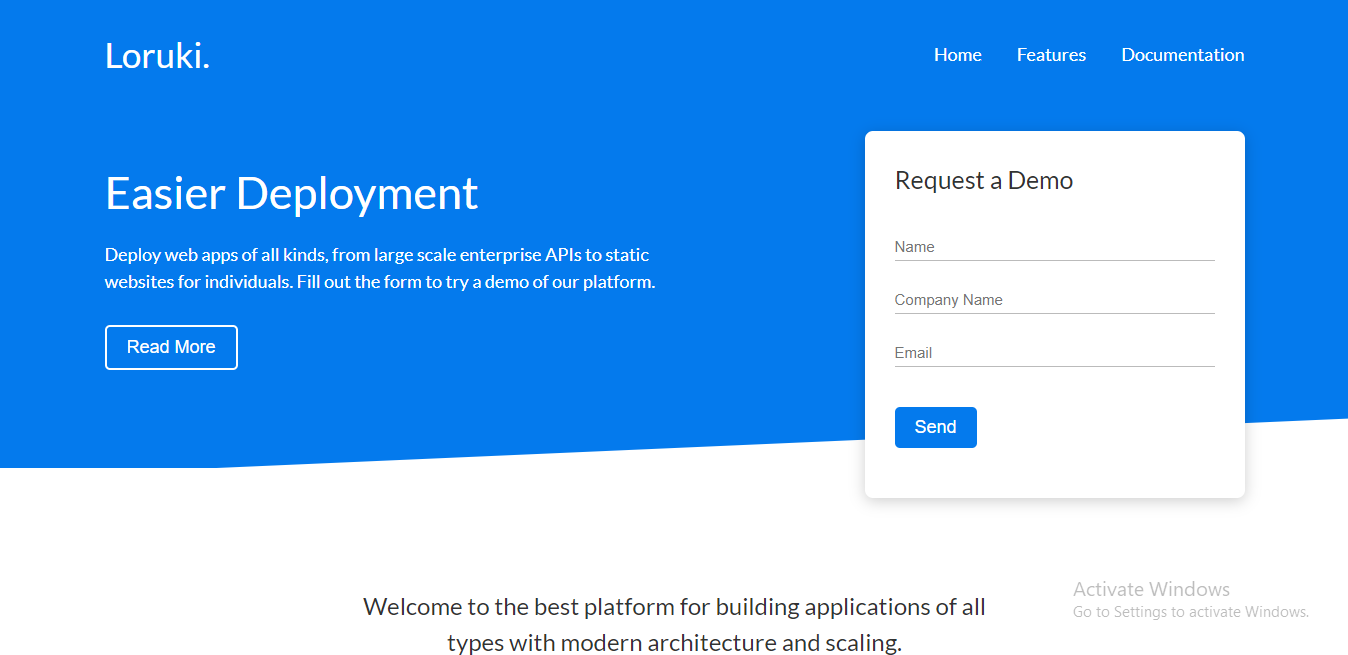 Loruki.
Home Features Documentation
Easier Deployment
Deploy web apps of all kinds, from large scale enterprise APIs to static
websites for individuals. Fill out the form to try a demo of our platform.
Read More
Request a Demo
Name
Company Name
Email
Send
Welcome to the best platform for building applications of all
types with modern architecture and scaling.
Activate Windows
Go to Settings to activate Windows.